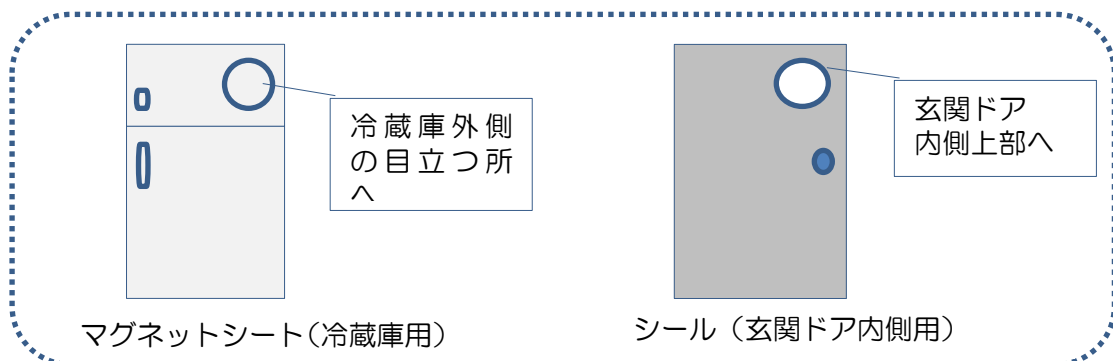 冷蔵庫外側
の目立つ所
へ
玄関ドア
内側上部へ
マグネットシート（冷蔵庫用）
シール（玄関ドア内側用）